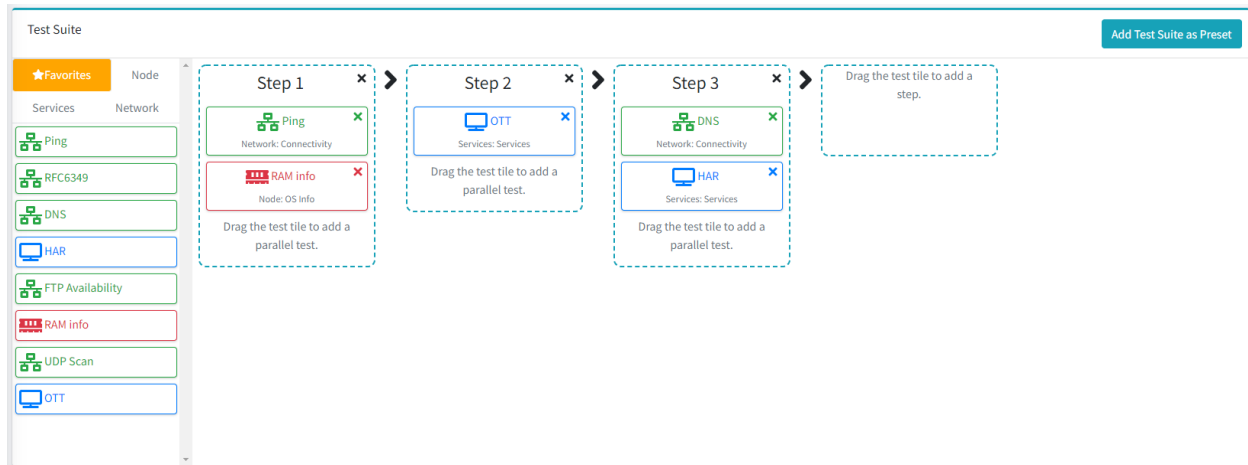 Test Suite
Add Test Suite as Preset
Favorites
Node
Services
Network
Ping
RFC6349
DNS
HAR
FTP Availability
RAM info
UDP Scan
OTT
Step 1
Ping
Network: Connectivity
RAM info
Node: OS Info
Drag the test tile to add a
parallel test.
Step 2
OTT
Services: Services
Drag the test tile to add a
parallel test.
Step 3
DNS
Network: Connectivity
HAR
Services: Services
Drag the test tile to add a
parallel test.
Drag the test tile to add a
step.